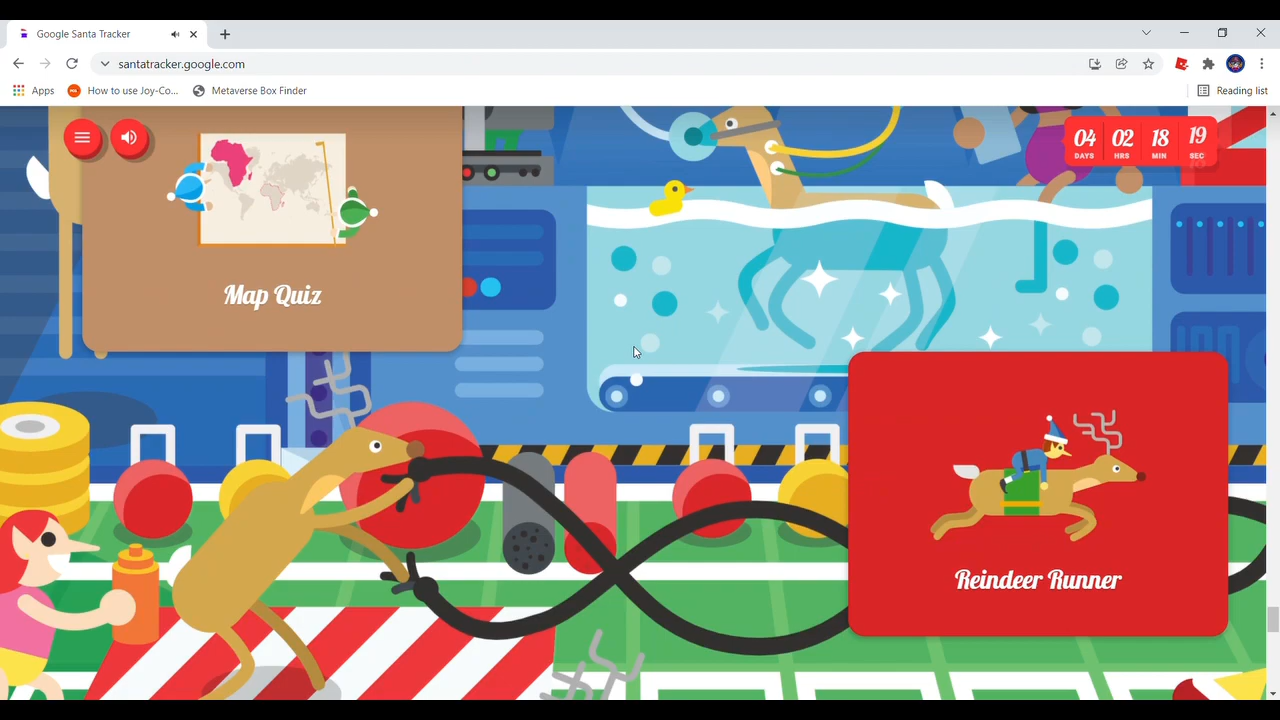 Google Santa Tracker
santatracker.google.com
Apps
How to use Joy-Co...
Metaverse Box Finder
Reading list
04 02 18 19
DAYS HRS MIN SEC
Map Quiz
Reindeer Runner